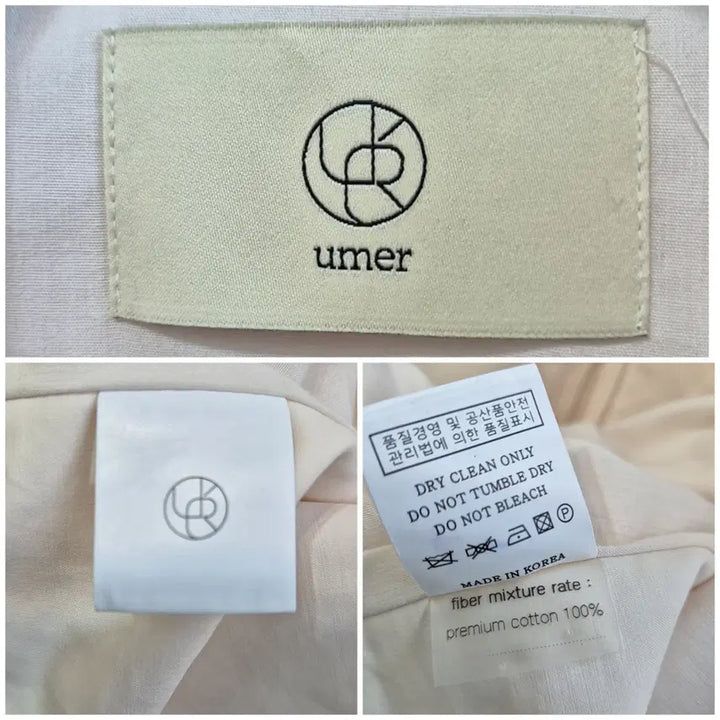 umer
품질경영 및 공산품안전
관리법에 의한 품질표시
DRY CLEAN ONLY
DO NOT TUMBLE DRY
DO NOT BLEACH
P
MADE IN KOREA
fiber mixture rate :
premium cotton 100%